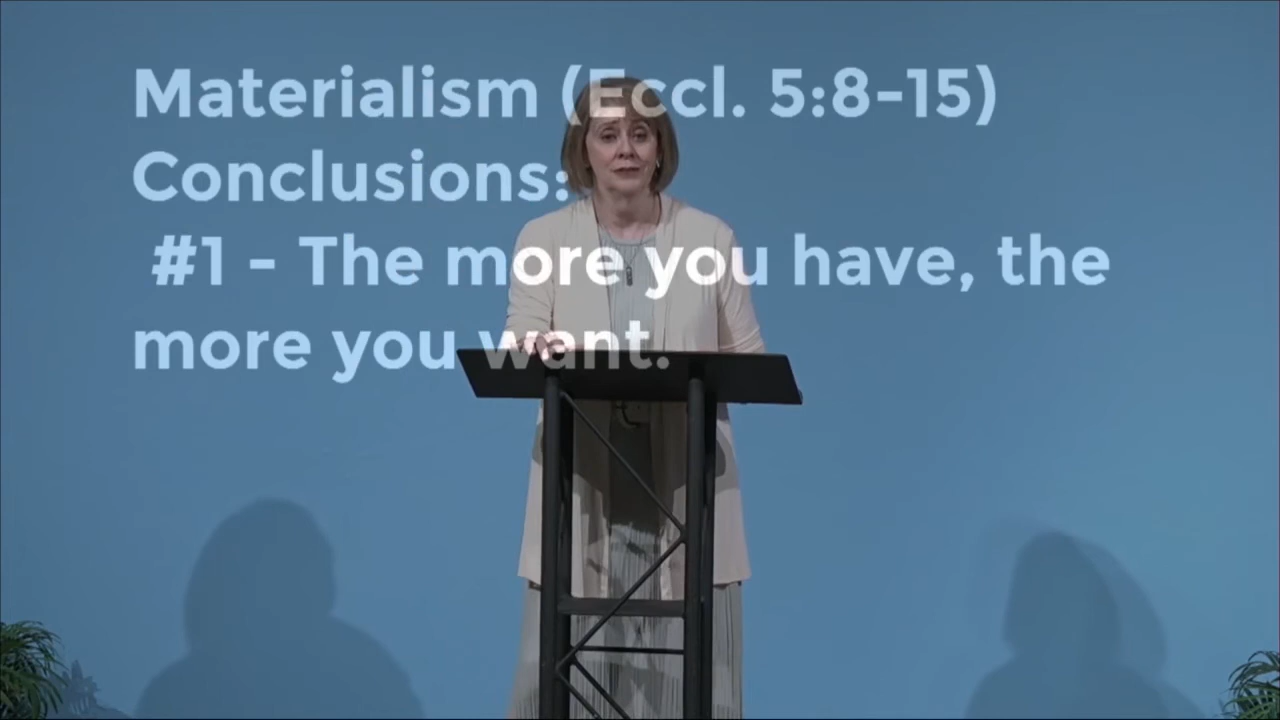 Materialism (Eccl. 5:8-15)
Conclusions:
#1 - The more you have, the
more you want.